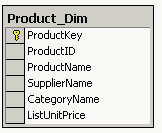 Product_Dim
ProductKey
ProductID
ProductName
SupplierName
CategoryName
ListUnitPrice